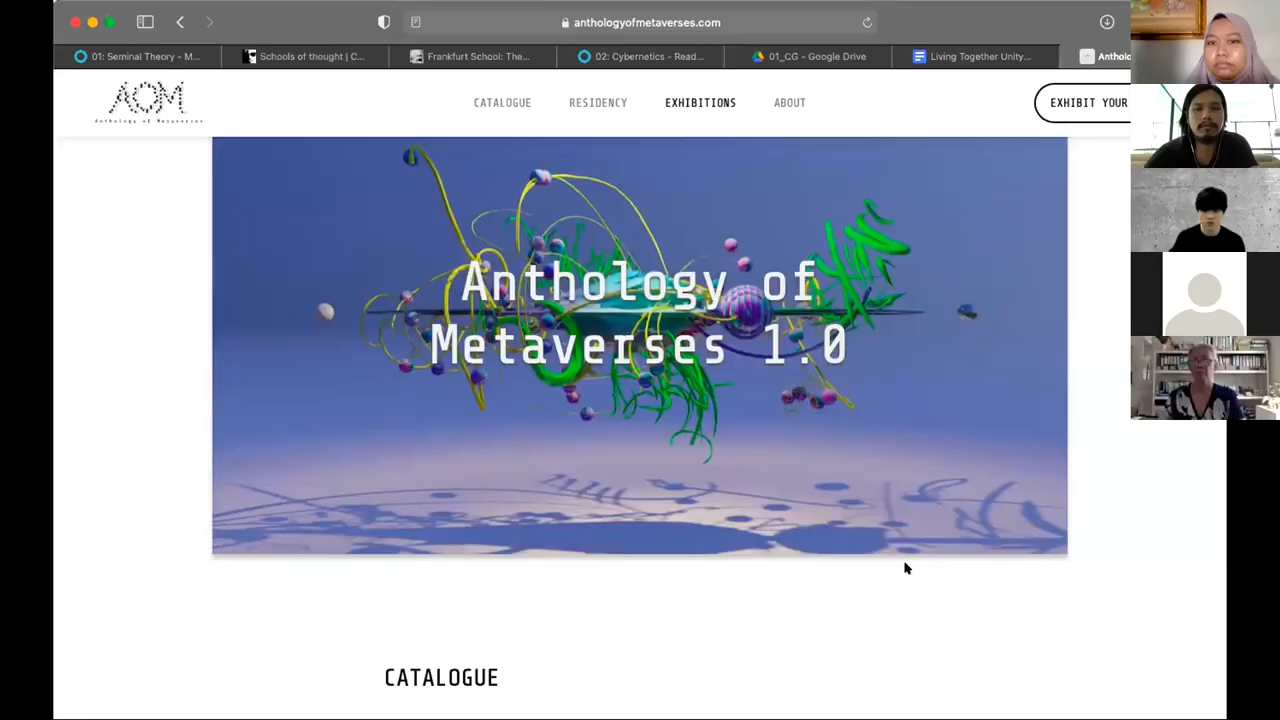 anthologyofmetaverses.com
01: Seminal Theory - M...
Schools of thought | C...
Frankfurt School: The...
02: Cybernetics - Read...
01_CG - Google Drive
Living Together Unity...
Antholo
AOM
Anthology of Metaverses
CATALOGUE
RESIDENCY
EXHIBITIONS
ABOUT
EXHIBIT YOUR
Anthology of
Metaverses 1.0
CATALOGUE